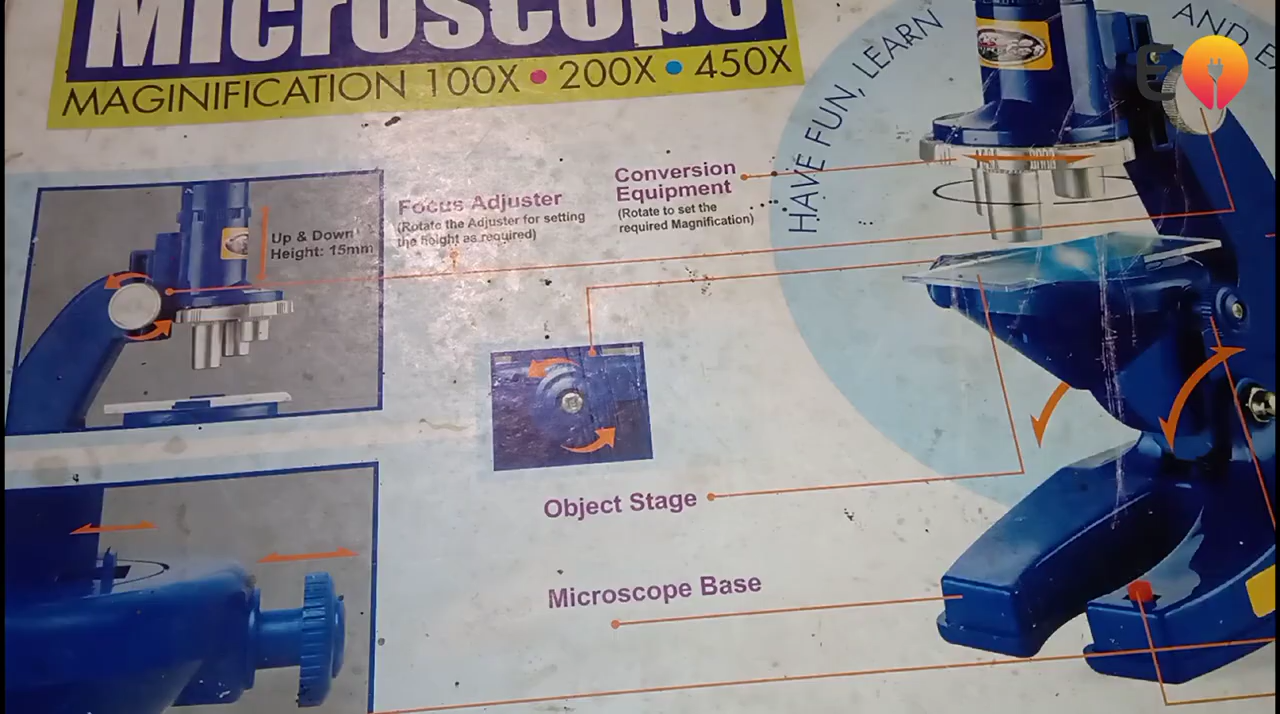 Microscope
MAGINIFICATION 100X • 200X • 450X
HAVE FUN, LEARN
AND
Conversion
Equipment
(Rotate to set the
required Magnification)
Focus Adjuster
(Rotate the Adjuster for setting
the height as required)
Up & Down
Height: 15mm
Object Stage
Microscope Base